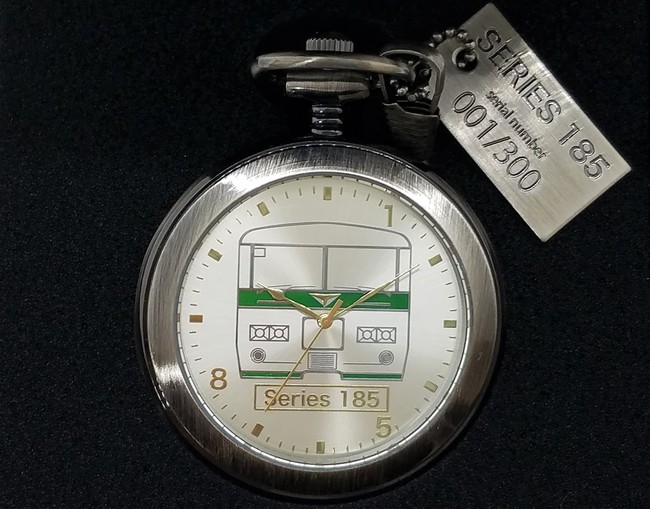 SERIES 185
serial number
001/300
1
8
Series 185
5